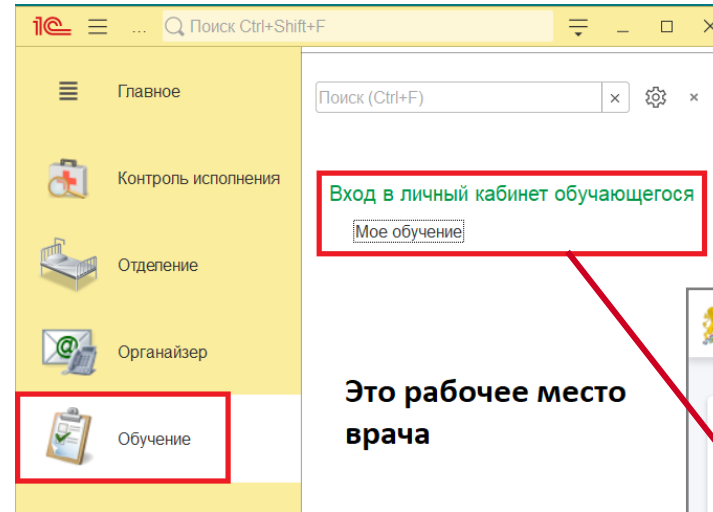 1С ... Поиск Ctrl+Shift+F
Главное
Контроль исполнения
Отделение
Органайзер
Обучение
Поиск (Ctrl+F)
Вход в личный кабинет обучающегося
Мое обучение
Это рабочее место
врача